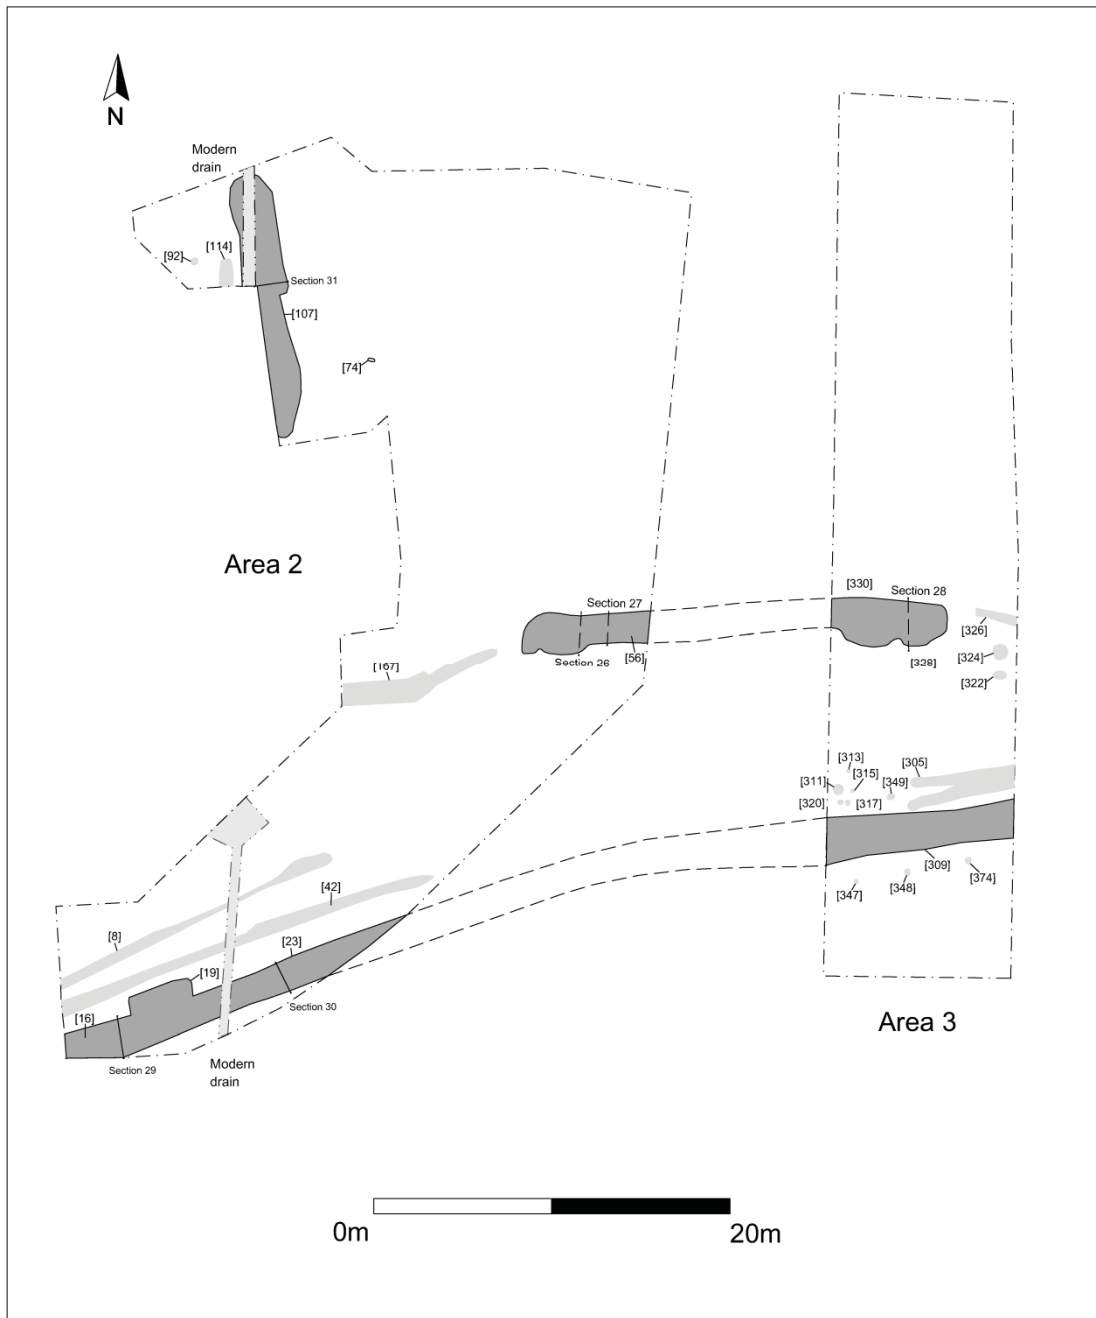 N
Modern
drain
[92]
[114]
Section 31
[107]
[74]
Area 2
Section 27
[330]
Section 28
[326]
[167]
Section 26
[56]
[328]
[324]
[322]
[313]
[305]
[311]
[315]
[349]
[320]
[317]
[309]
[374]
[347]
[348]
[42]
[8]
[23]
[19]
[16]
Section 30
Section 29
Modern
drain
Area 3
0m
20m